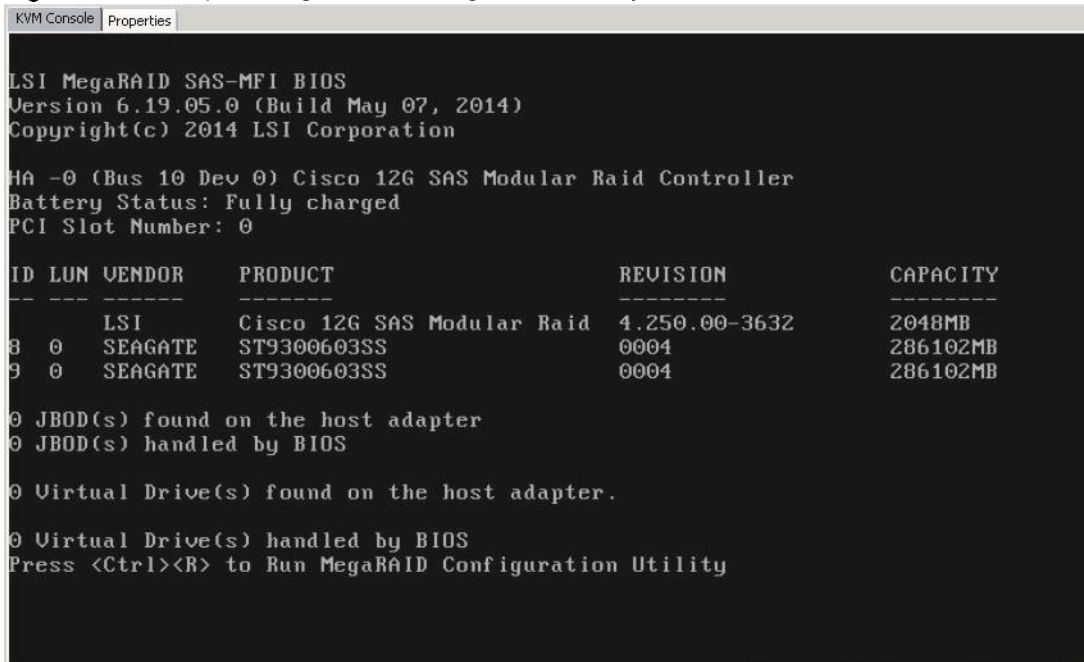 KVM Console Properties
LSI MegaRAID SAS-MFI BIOS
Version 6.19.05.0 (Build May 07, 2014)
Copyright(c) 2014 LSI Corporation
HA -0 (Bus 10 Dev 0) Cisco 12G SAS Modular Raid Controller
Battery Status: Fully charged
PCI Slot Number: 0
ID LUN VENDOR PRODUCT REVISION CAPACITY
-- --- ------ ------- -------- --------
LSI Cisco 12G SAS Modular Raid 4.250.00-3632 2048MB
8 0 SEAGATE ST9300603SS 0004 286102MB
9 0 SEAGATE ST9300603SS 0004 286102MB
0 JBOD(s) found on the host adapter
0 JBOD(s) handled by BIOS
0 Virtual Drive(s) found on the host adapter.
0 Virtual Drive(s) handled by BIOS
Press <Ctrl><R> to Run MegaRAID Configuration Utility